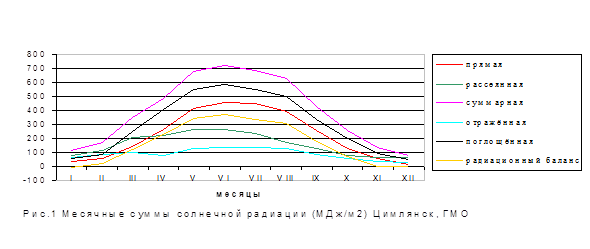 800
700
600
500
400
300
200
100
0
-100
I II III IV V VI VII VIII IX X XI XII
месяцы
прямая
рассеянная
суммарная
отражённая
поглощённая
радиационный баланс
Рис.1 Месячные суммы солнечной радиации (МДж/м2) Цимлянск, ГМО